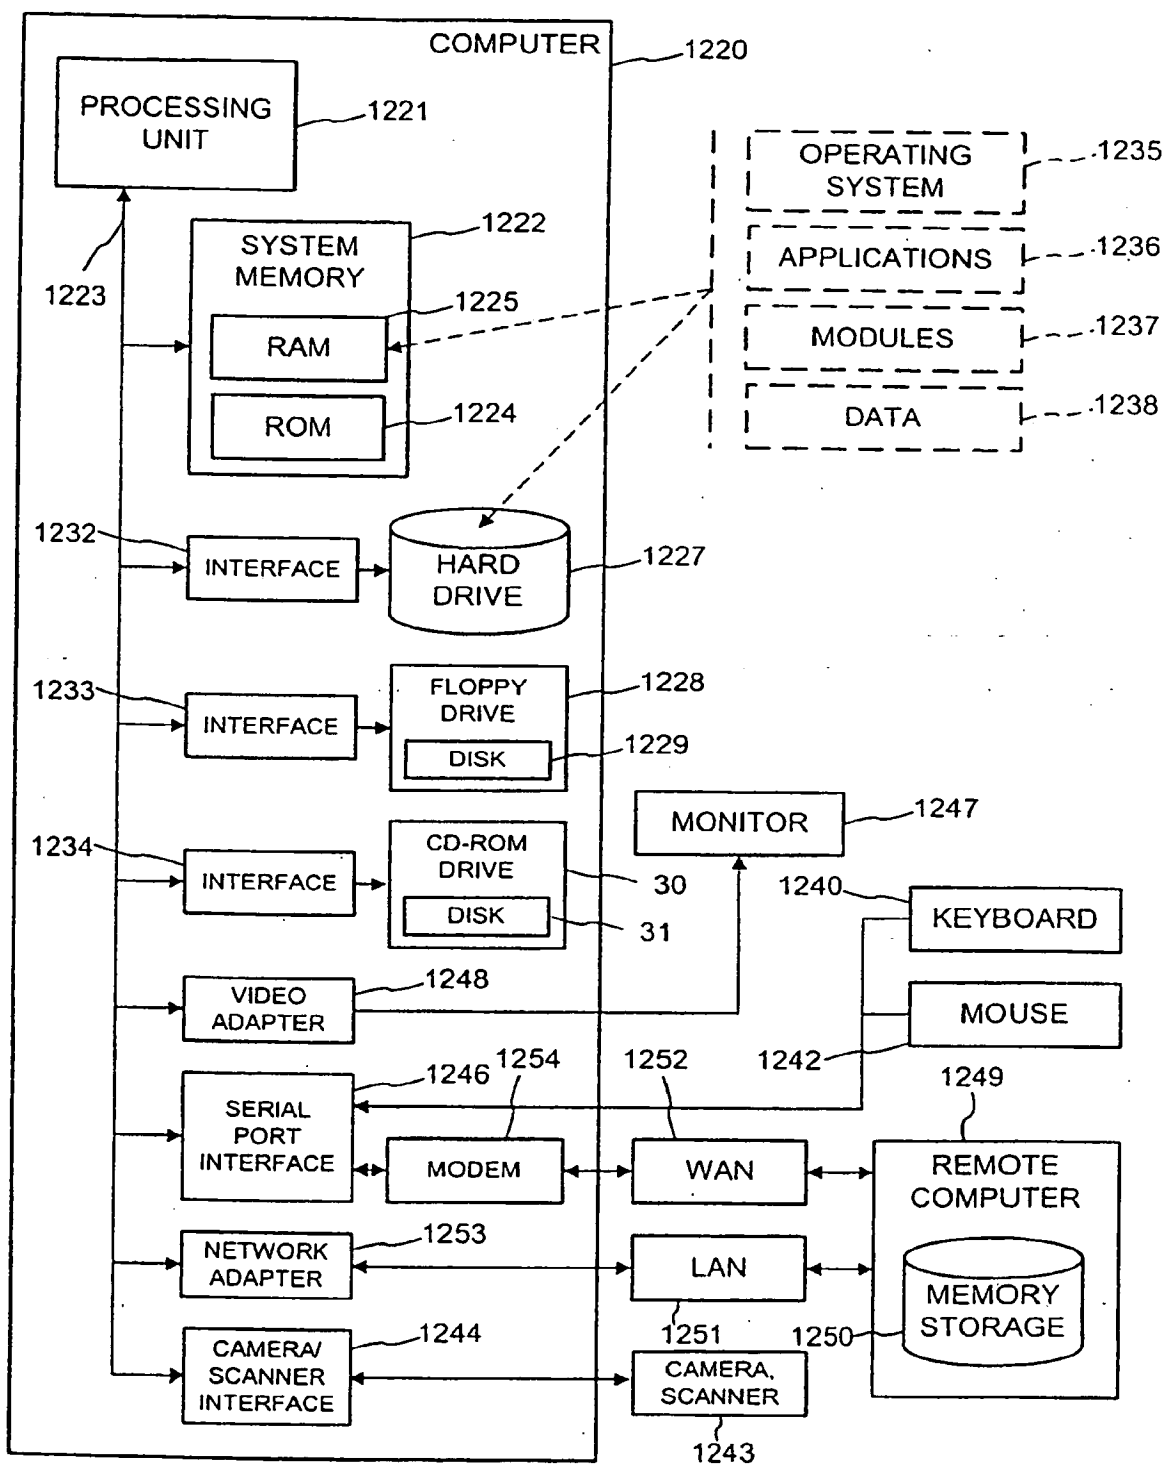 COMPUTER
1220
PROCESSING
UNIT
1221
1223
SYSTEM
MEMORY
1222
1225
RAM
1224
ROM
OPERATING
SYSTEM
1235
APPLICATIONS
1236
MODULES
1237
DATA
1238
1232
INTERFACE
HARD
DRIVE
1227
1233
INTERFACE
FLOPPY
DRIVE
1228
DISK
1229
1234
INTERFACE
CD-ROM
DRIVE
30
DISK
31
MONITOR
1247
1240
KEYBOARD
MOUSE
1242
VIDEO
ADAPTER
1248
SERIAL
PORT
INTERFACE
1246
1254
MODEM
1252
WAN
1249
REMOTE
COMPUTER
NETWORK
ADAPTER
1253
LAN
1251
MEMORY
STORAGE
1250
CAMERA/
SCANNER
INTERFACE
1244
CAMERA,
SCANNER
1243